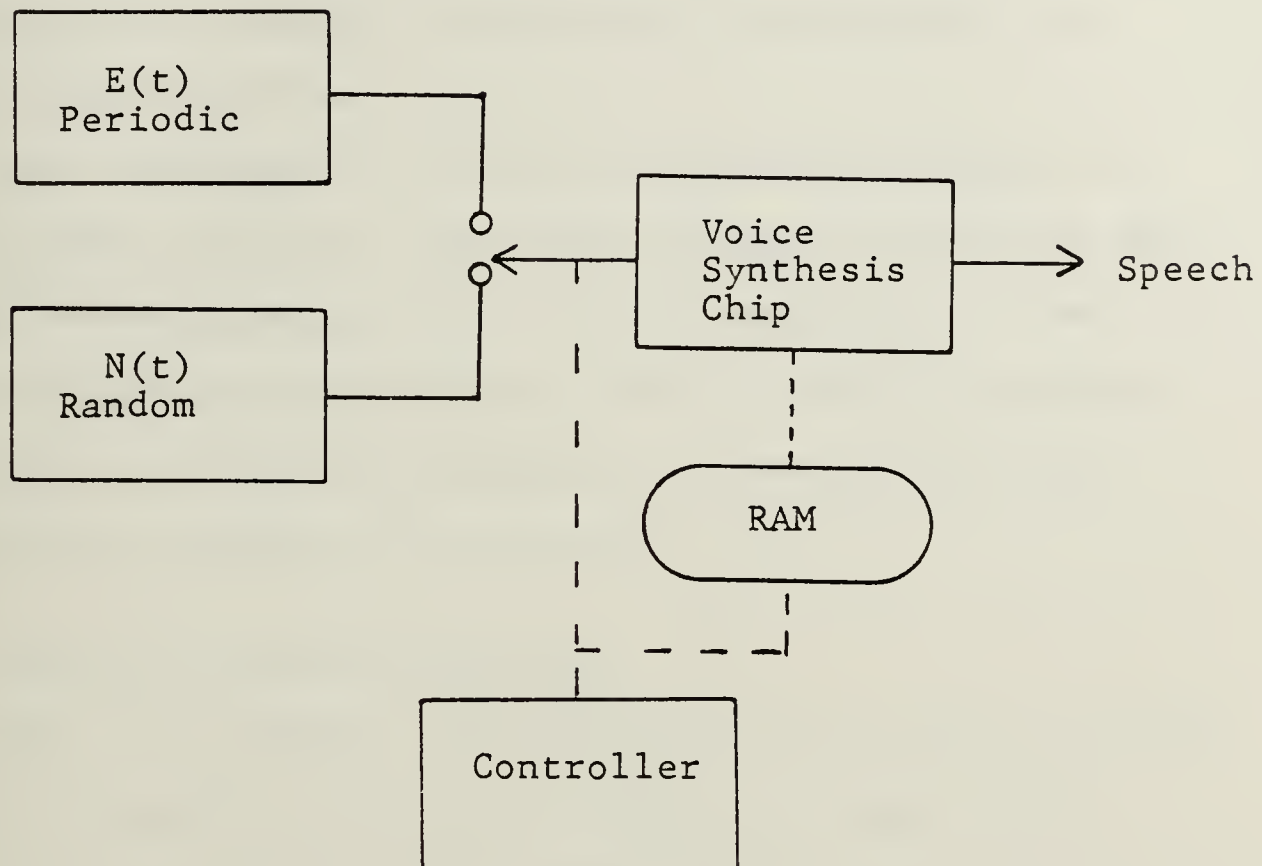 E(t)
Periodic
N(t)
Random
Voice
Synthesis
Chip
Speech
RAM
Controller